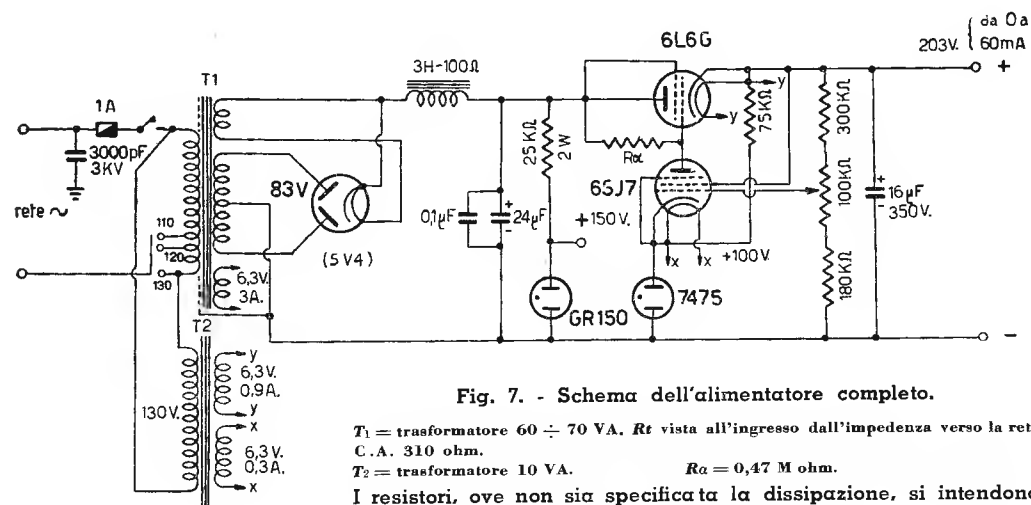 da 0 a
203V. 60mA
+
6L6G
3H-100Ω
T1
1A
y
y
3000pF
3KV
25KΩ
2W
Rα
75KΩ
300KΩ
6SJ7
83V
rete ~
0,1µF
+
24µF
-
+150V.
100KΩ
+
16µF
-
350V.
110
120
130
(5V4)
x
x
+100V.
6,3V.
3A.
180KΩ
GR150
7475
T2
-
y
6,3V.
0,9A.
y
130V.
x
6,3V.
0,3A.
x
Fig. 7. - Schema dell'alimentatore completo.
T1 = trasformatore 60 ÷ 70 VA. Rt vista all'ingresso dall'impedenza verso la ret
C.A. 310 ohm.
T2 = trasformatore 10 VA. Rα = 0,47 M ohm.
I resistori, ove non sia specificata la dissipazione, si intendono